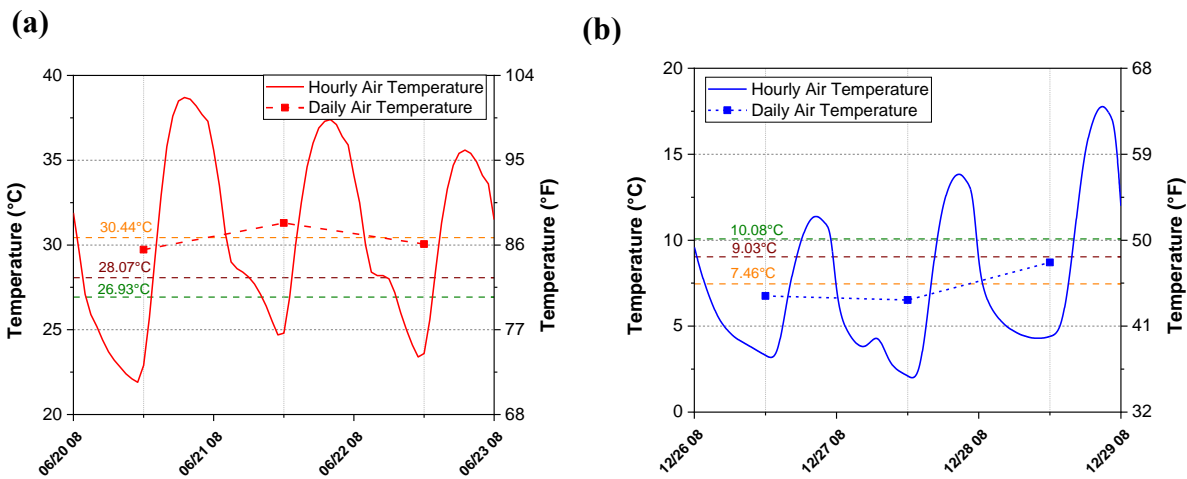 (a)
40
35
30
25
20
Temperature (°C)
104
95
86
77
68
Temperature (°F)
Hourly Air Temperature
Daily Air Temperature
30.44°C
28.07°C
26.93°C
06/20 08
06/21 08
06/22 08
06/23 08
(b)
20
15
10
5
0
Temperature (°C)
68
59
50
41
32
Temperature (°F)
Hourly Air Temperature
Daily Air Temperature
10.08°C
9.03°C
7.46°C
12/26 08
12/27 08
12/28 08
12/29 08